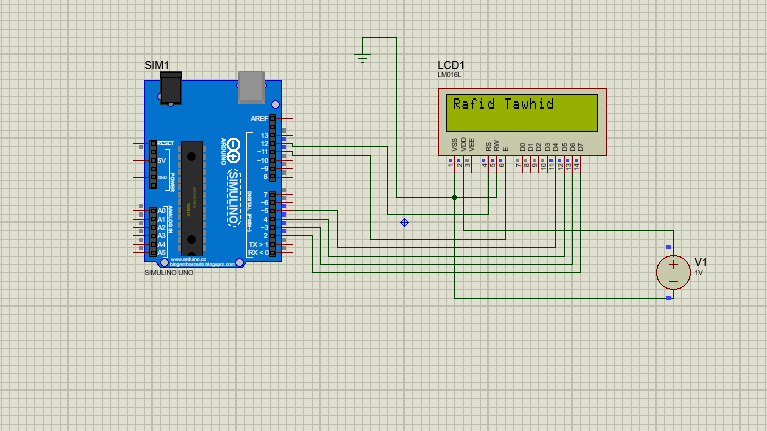 SIM1
LCD1
LM016L
Rafid Tawhid
VSS
VDD
VEE
RS
RW
E
D0
D1
D2
D3
D4
D5
D6
D7
1
2
3
4
5
6
7
8
9
10
11
12
13
14
AREF
13
12
~11
~10
~9
8
7
~6
~5
4
~3
2
TX > 1
RX < 0
RESET
5V
GND
POWER
ANALOG IN
A0
A1
A2
A3
A4
A5
ARDUINO
SIMULINO
www.arduino.cc
blogembarcado.blogspot.com
SIMULINO UNO
V1
1V